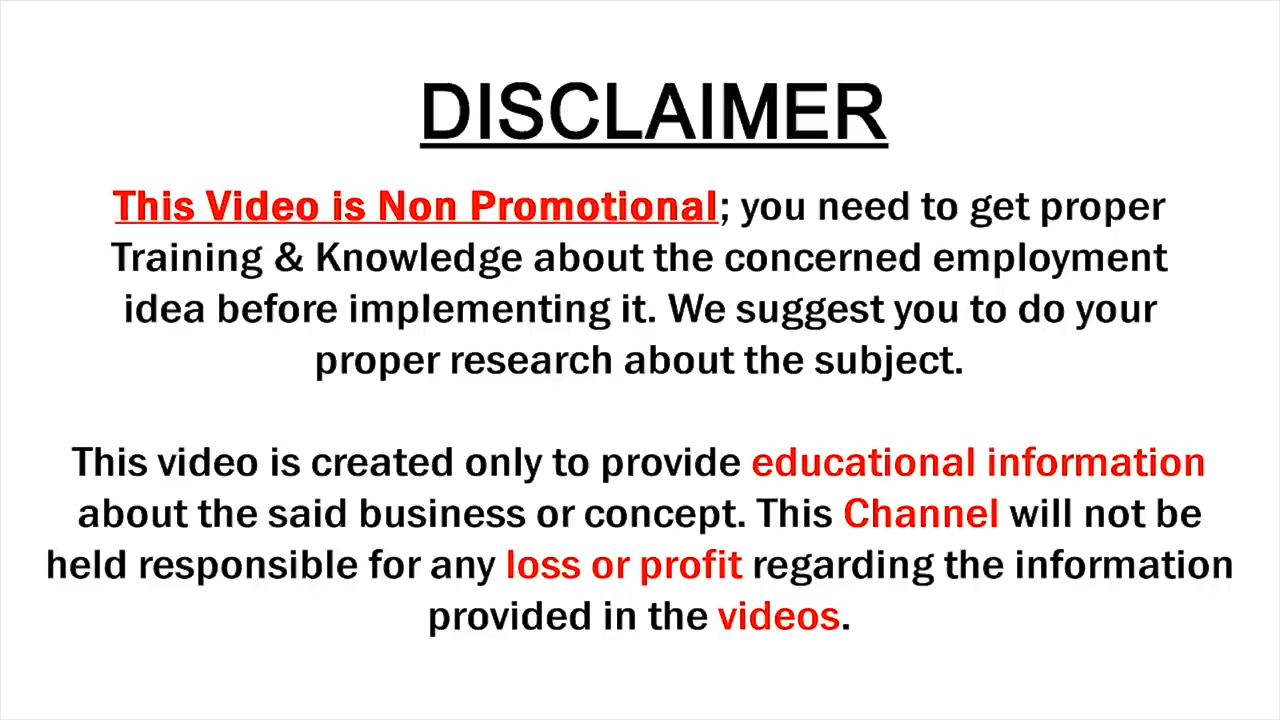 DISCLAIMER
This Video is Non Promotional; you need to get proper
Training & Knowledge about the concerned employment
idea before implementing it. We suggest you to do your
proper research about the subject.
This video is created only to provide educational information
about the said business or concept. This Channel will not be
held responsible for any loss or profit regarding the information
provided in the videos.